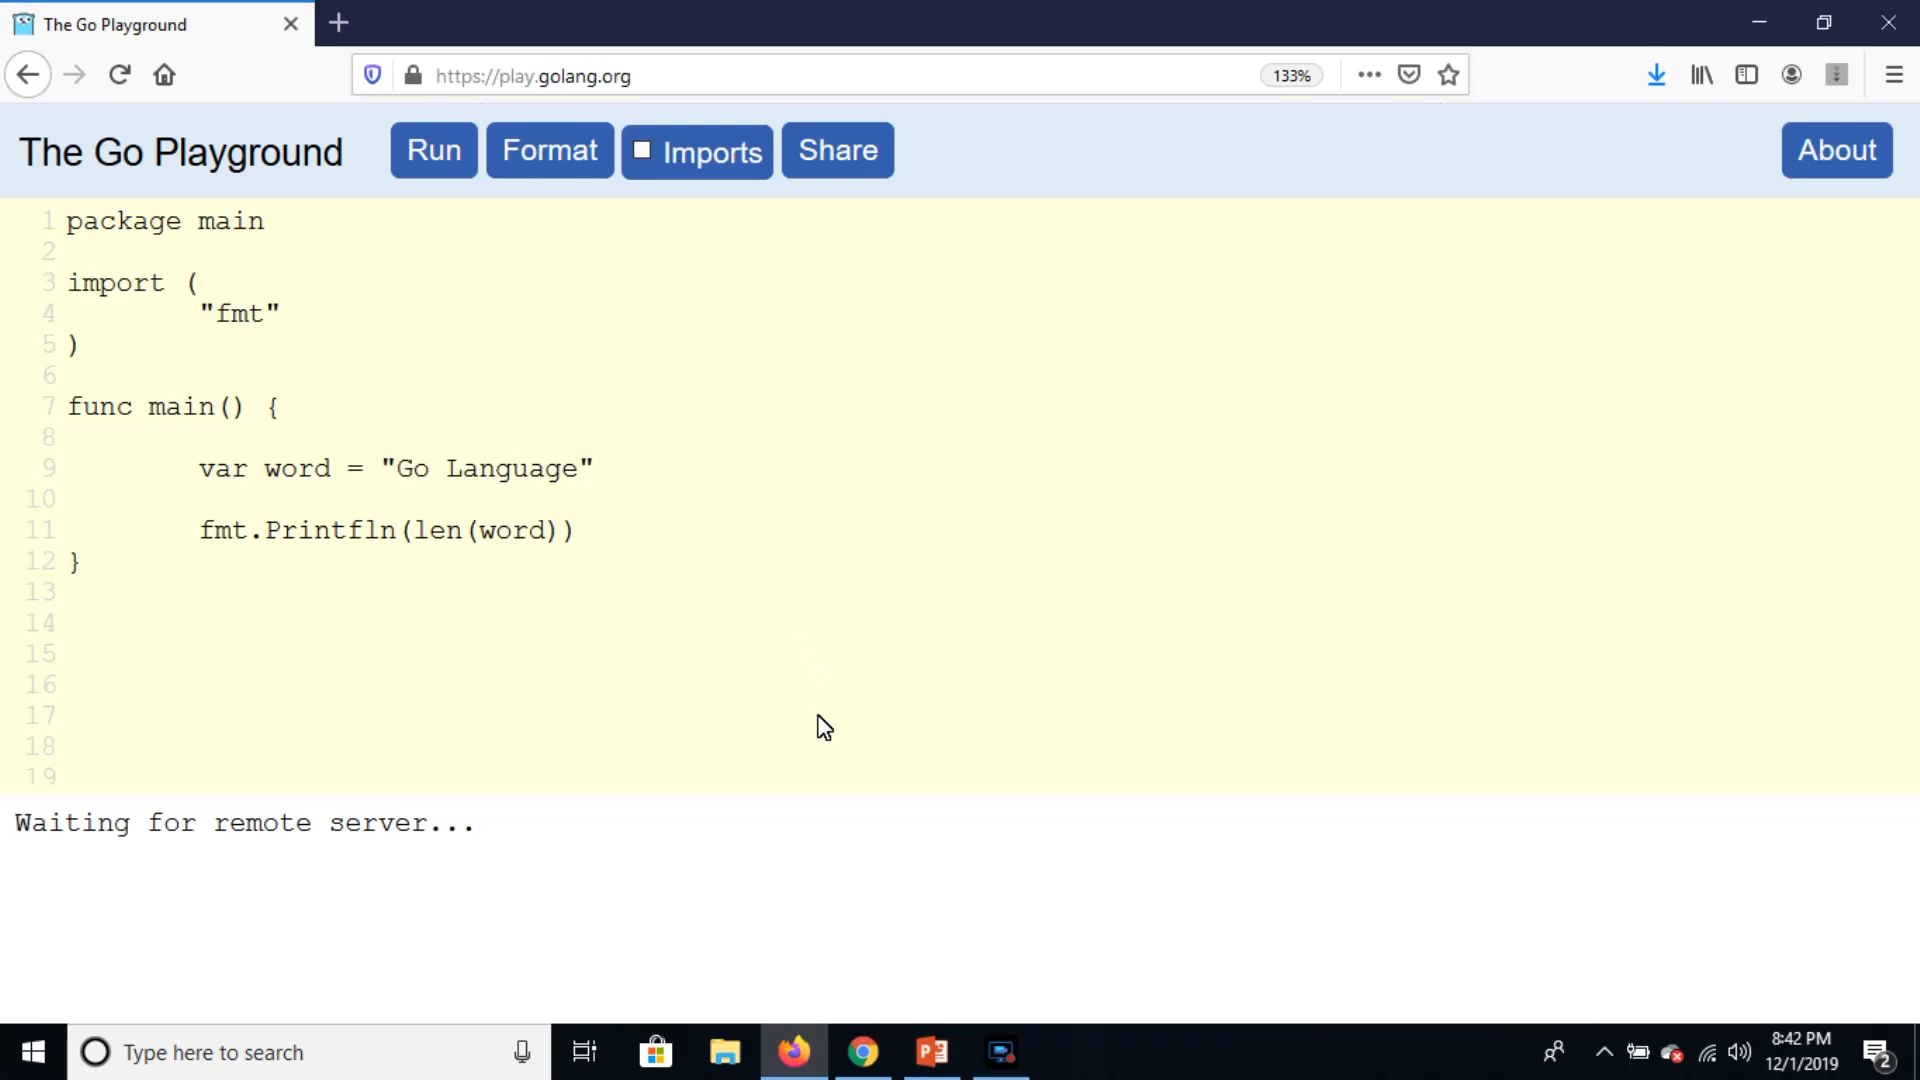 The Go Playground
https://play.golang.org
133%
The Go Playground
Run
Format
Imports
Share
About
1 package main
2
3 import (
4 "fmt"
5 )
6
7 func main() {
8
9 var word = "Go Language"
10
11 fmt.Printfln(len(word))
12 }
13
14
15
16
17
18
19
Waiting for remote server...
Type here to search
8:42 PM
12/1/2019
2